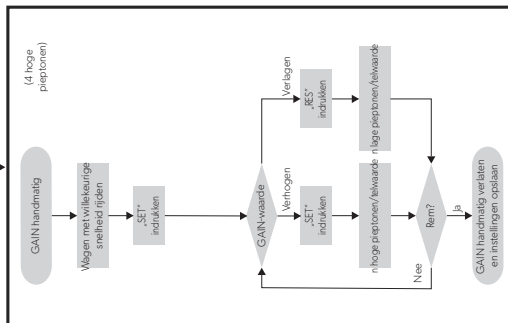 (4 hoge
pieptonen)
GAIN handmatig
Wagen met willekeurige
snelheid rijden
„SET“
indrukken
GAIN-waarde
Verhogen
Verlagen
„SET“
indrukken
„RES“
indrukken
n hoge pieptonen/telwaarde
n lage pieptonen/telwaarde
Rem?
Nee
Ja
GAIN handmatig verlaten
en instellingen opslaan